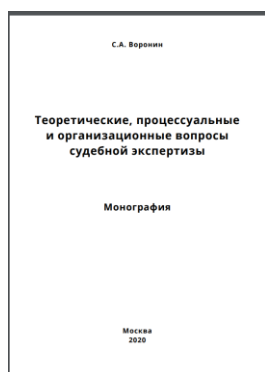 С.А. Воронин
Теоретические, процессуальные
и организационные вопросы
судебной экспертизы
Монография
Москва
2020